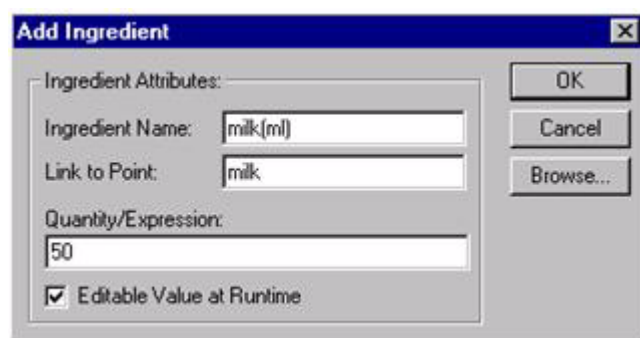 Add Ingredient
Ingredient Attributes:
OK
Ingredient Name: milk(ml)
Cancel
Link to Point: milk
Browse...
Quantity/Expression:
50
Editable Value at Runtime